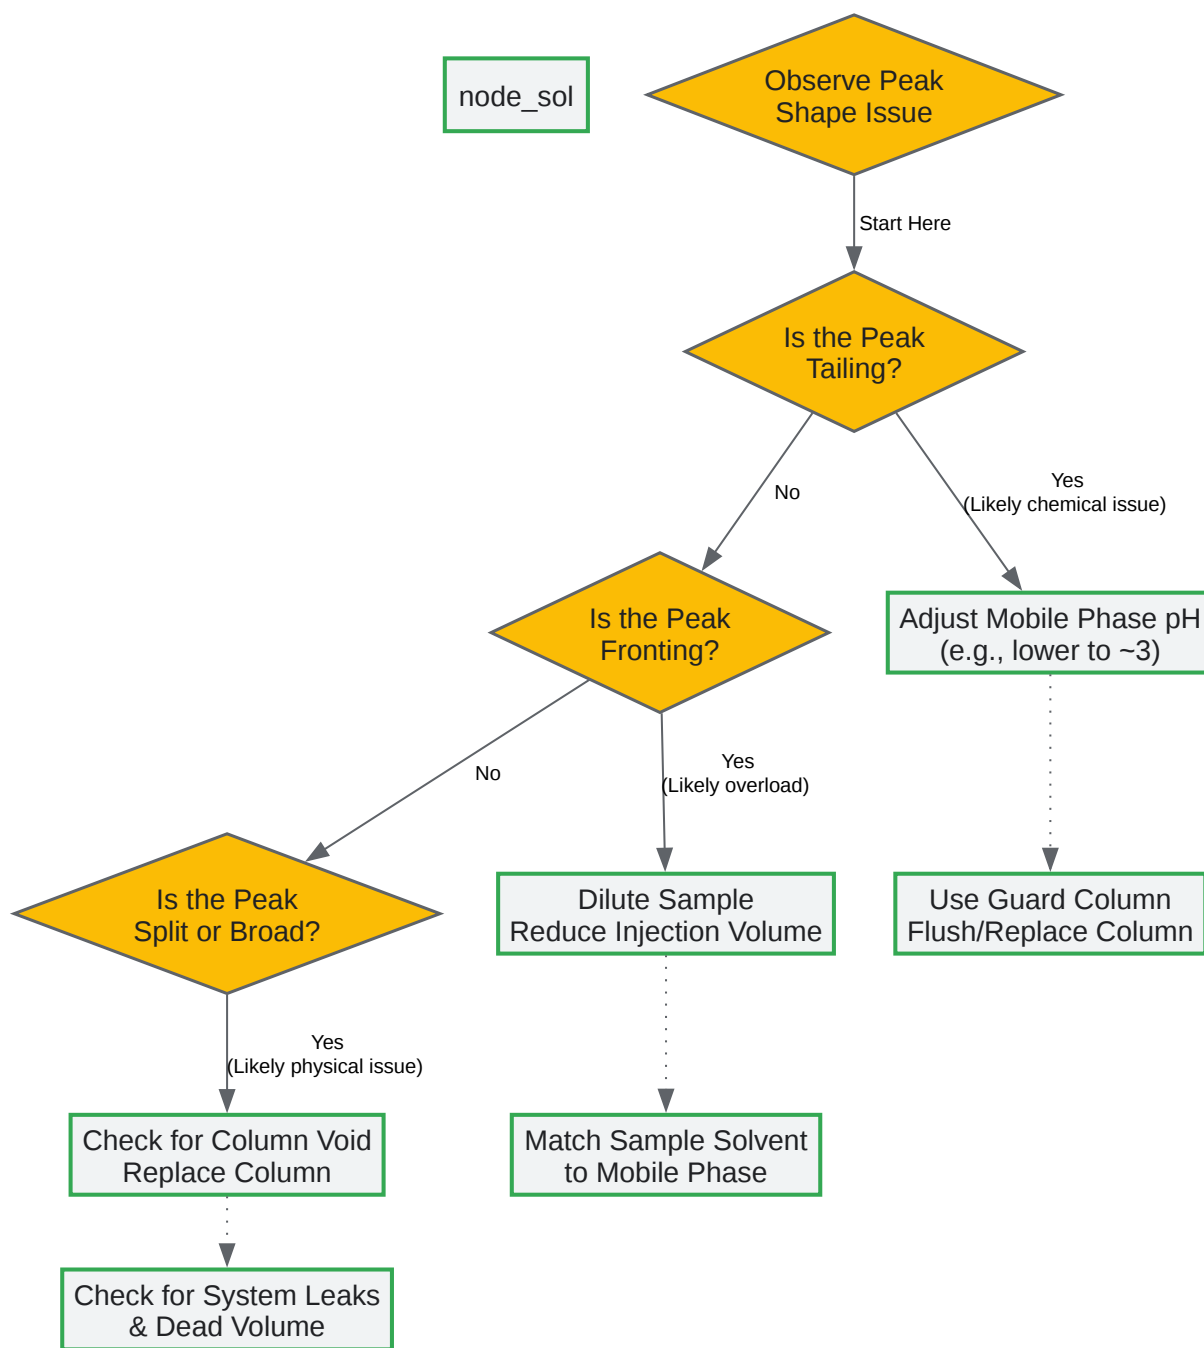 node_sol
Observe Peak
Shape Issue
Start Here
Is the Peak
Tailing?
No
Yes
(Likely chemical issue)
Is the Peak
Fronting?
Adjust Mobile Phase pH
(e.g., lower to ~3)
No
Yes
(Likely overload)
Is the Peak
Split or Broad?
Dilute Sample
Reduce Injection Volume
Use Guard Column
Flush/Replace Column
Yes
(Likely physical issue)
Check for Column Void
Replace Column
Match Sample Solvent
to Mobile Phase
Check for System Leaks
& Dead Volume